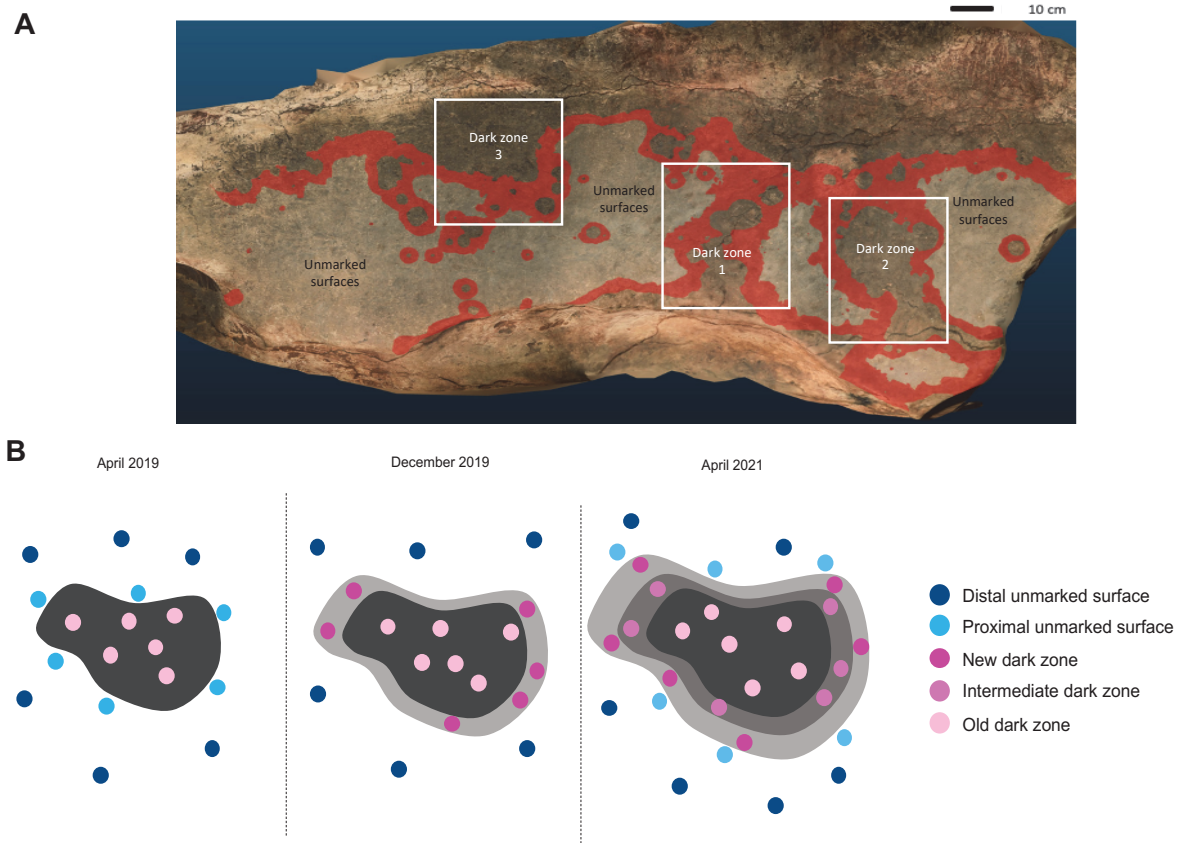 A
10 cm
Dark zone
3
Unmarked
surfaces
Unmarked
surfaces
Dark zone
1
Dark zone
2
Unmarked
surfaces
B
April 2019
December 2019
April 2021
Distal unmarked surface
Proximal unmarked surface
New dark zone
Intermediate dark zone
Old dark zone